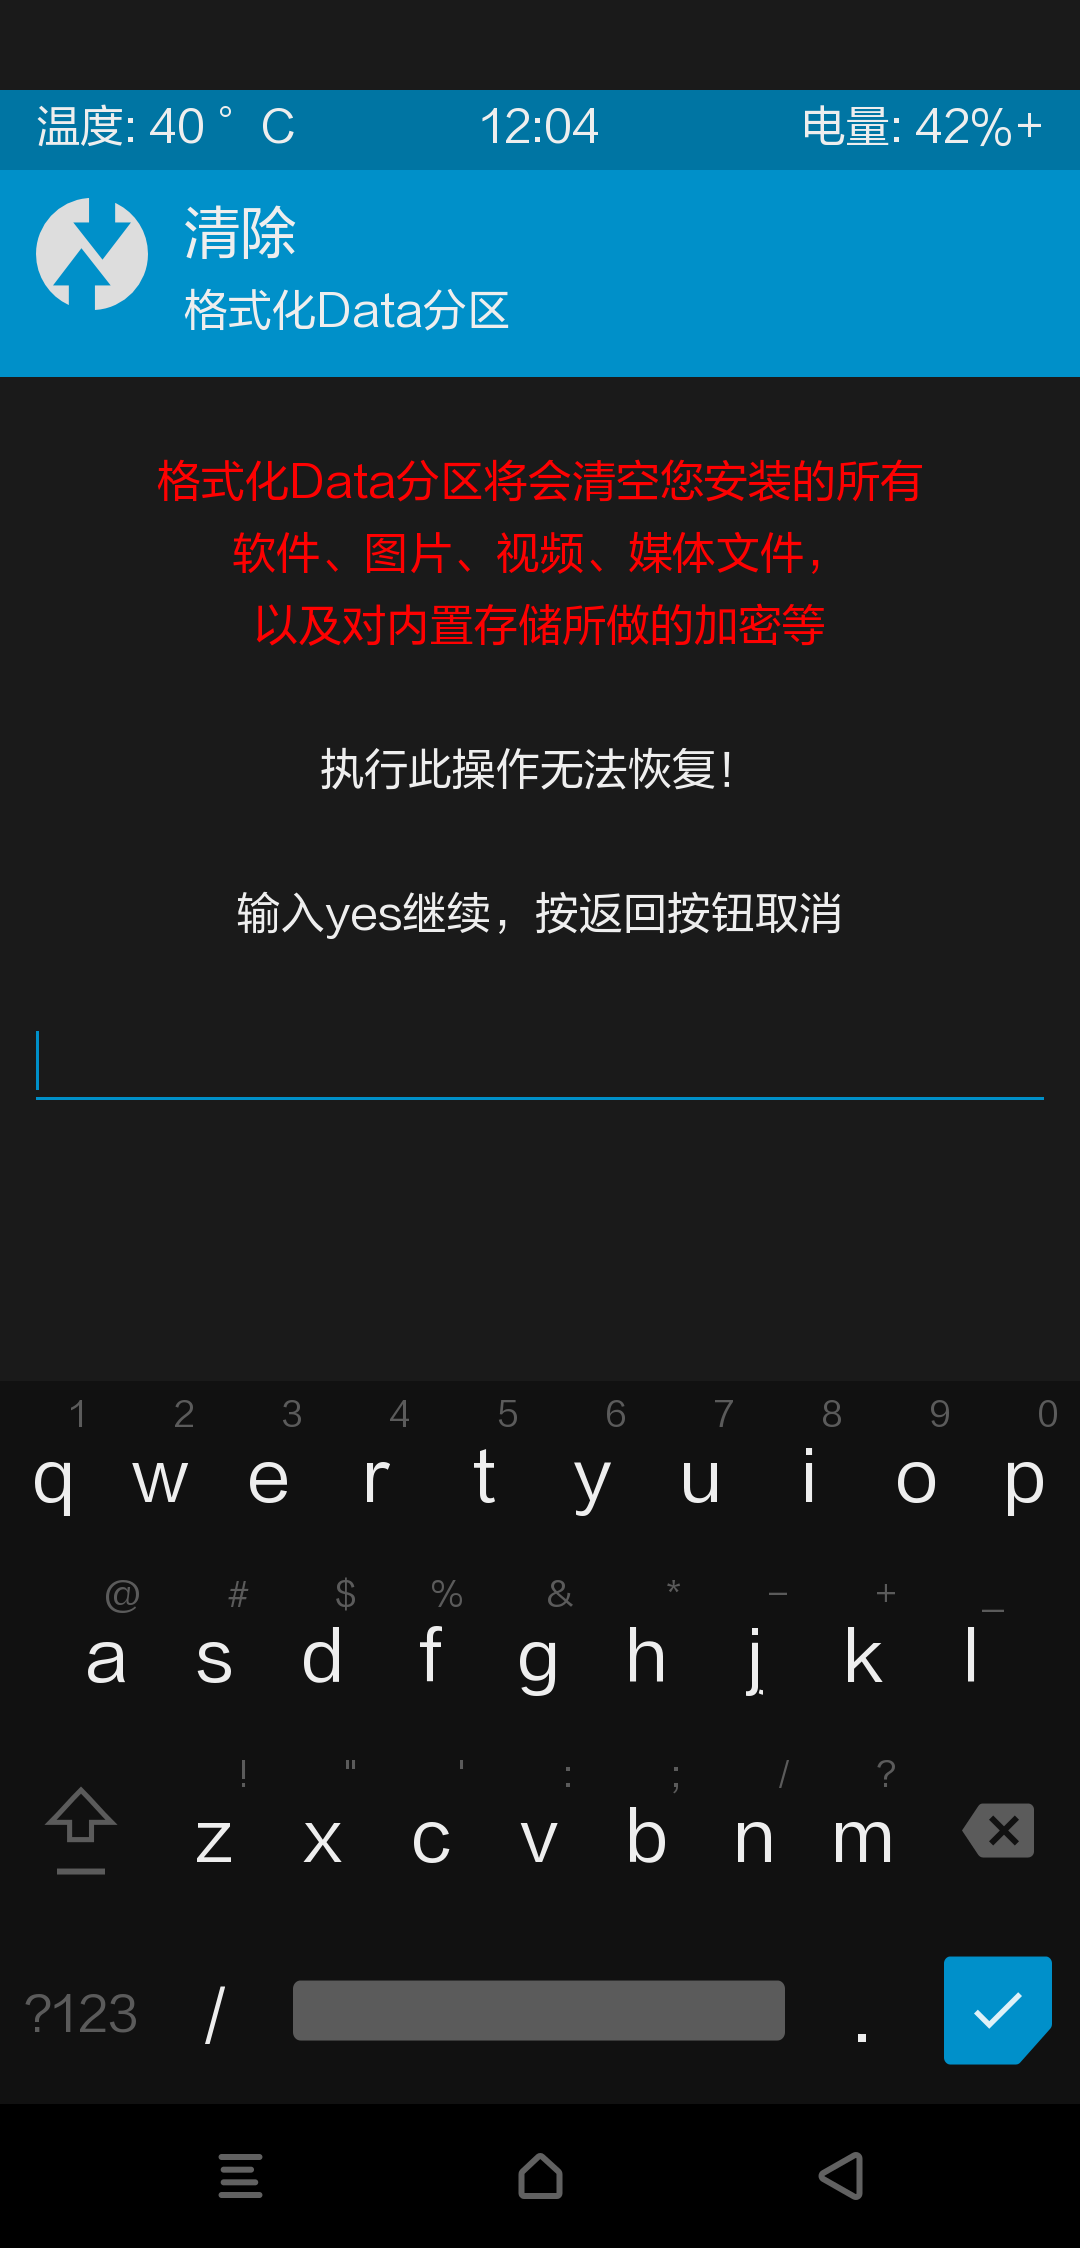 温度: 40 ° C 12:04 电量: 42%+
清除
格式化Data分区
格式化Data分区将会清空您安装的所有
软件、图片、视频、媒体文件，
以及对内置存储所做的加密等
执行此操作无法恢复！
输入yes继续，按返回按钮取消
1 2 3 4 5 6 7 8 9 0
q w e r t y u i o p
@ # $ % & * - + _
a s d f g h j k l
! " ' : ; / ?
z x c v b n m
?123 / .